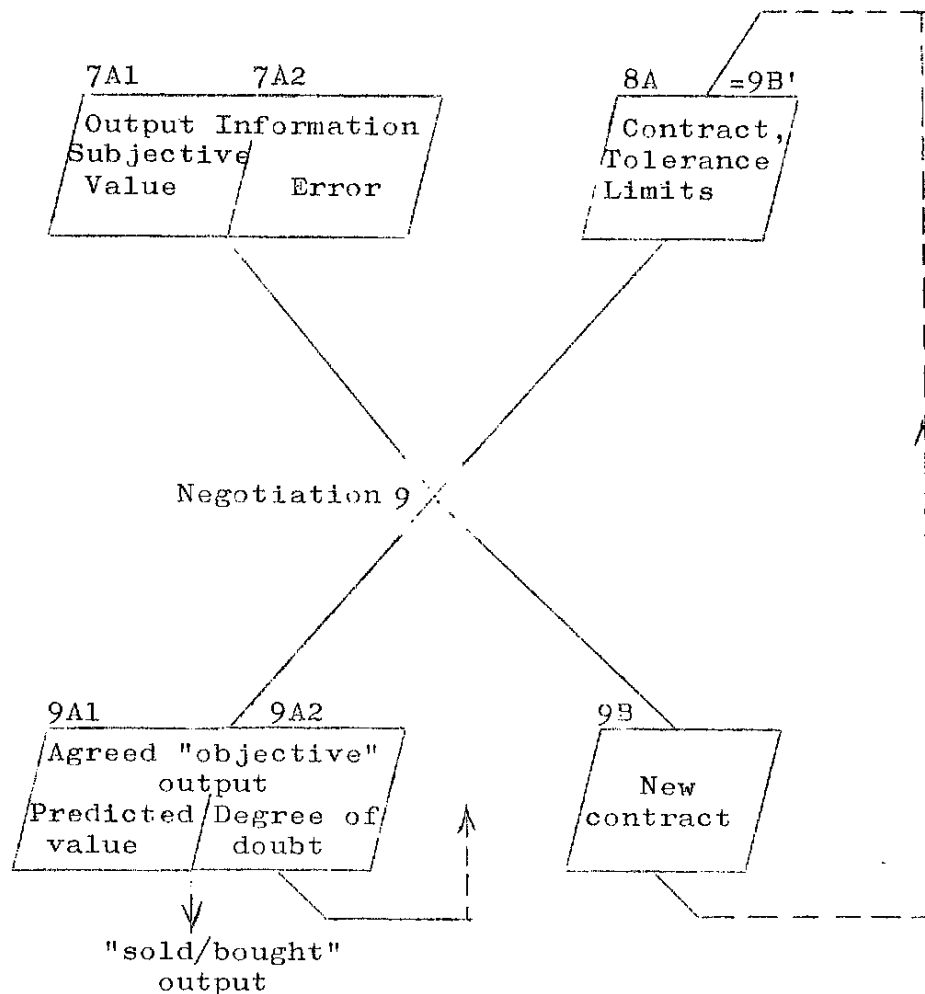 7A1 7A2
Output Information
Subjective
Value Error
8A =9B'
Contract,
Tolerance
Limits
Negotiation 9
9A1 9A2
Agreed "objective"
output
Predicted Degree of
value doubt
9B
New
contract
"sold/bought"
output